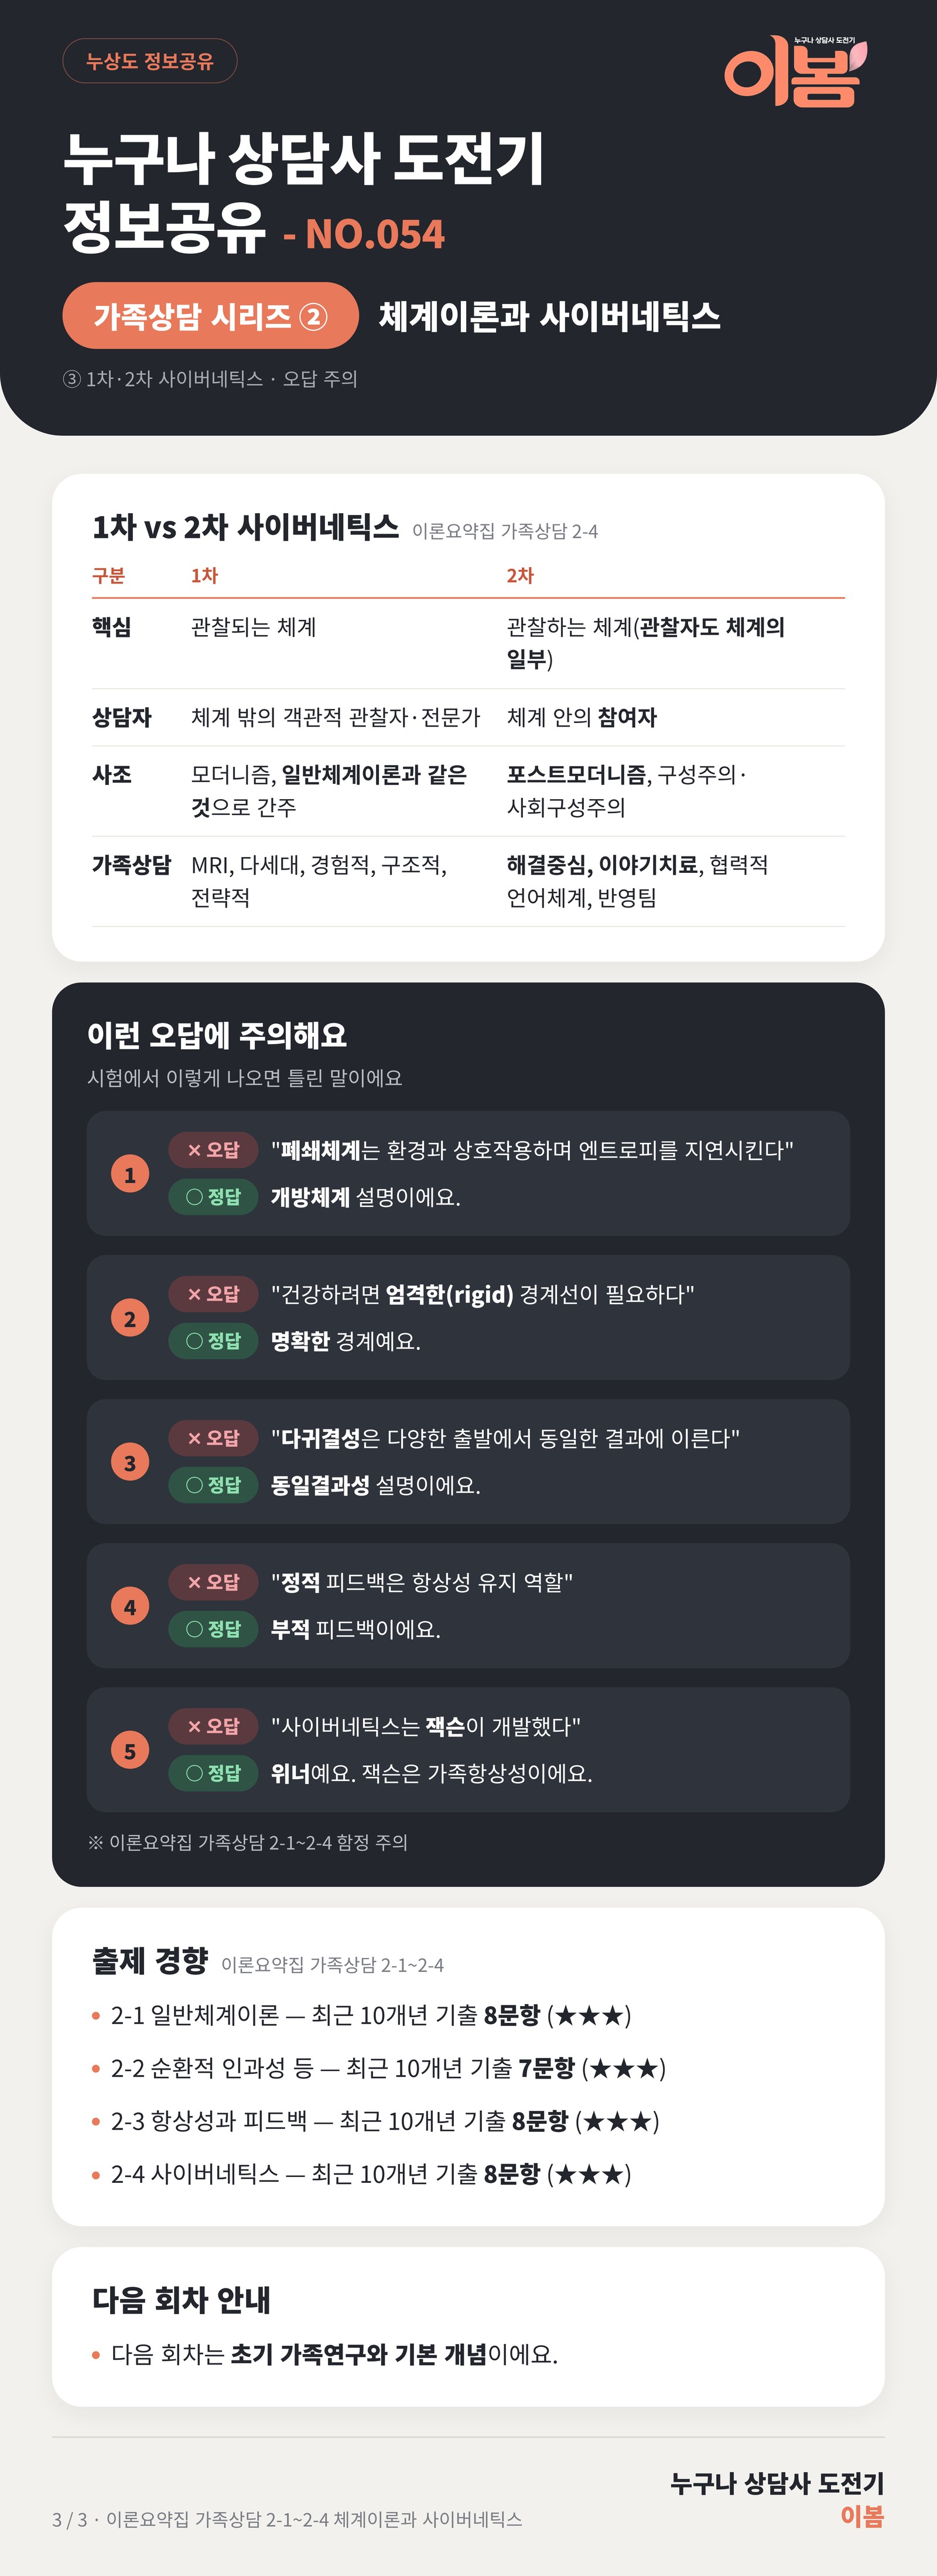 누상도 정보공유
누구나 상담사 도전기
이봄
누구나 상담사 도전기
정보공유 - NO.054
가족상담 시리즈 ② 체계이론과 사이버네틱스
③ 1차·2차 사이버네틱스 · 오답 주의
1차 vs 2차 사이버네틱스 이론요약집 가족상담 2-4
구분 1차 2차
핵심 관찰되는 체계 관찰하는 체계(관찰자도 체계의
일부)
상담자 체계 밖의 객관적 관찰자·전문가 체계 안의 참여자
사조 모더니즘, 일반체계이론과 같은 포스트모더니즘, 구성주의·
것으로 간주 사회구성주의
가족상담 MRI, 다세대, 경험적, 구조적, 해결중심, 이야기치료, 협력적
전략적 언어체계, 반영팀
이런 오답에 주의해요
시험에서 이렇게 나오면 틀린 말이에요
1
✕ 오답 "폐쇄체계는 환경과 상호작용하며 엔트로피를 지연시킨다"
○ 정답 개방체계 설명이에요.
2
✕ 오답 "건강하려면 엄격한(rigid) 경계선이 필요하다"
○ 정답 명확한 경계예요.
3
✕ 오답 "다귀결성은 다양한 출발에서 동일한 결과에 이른다"
○ 정답 동일결과성 설명이에요.
4
✕ 오답 "정적 피드백은 항상성 유지 역할"
○ 정답 부적 피드백이에요.
5
✕ 오답 "사이버네틱스는 잭슨이 개발했다"
○ 정답 위너예요. 잭슨은 가족항상성이에요.
※ 이론요약집 가족상담 2-1~2-4 함정 주의
출제 경향 이론요약집 가족상담 2-1~2-4
• 2-1 일반체계이론 — 최근 10개년 기출 8문항 (★★★)
• 2-2 순환적 인과성 등 — 최근 10개년 기출 7문항 (★★★)
• 2-3 항상성과 피드백 — 최근 10개년 기출 8문항 (★★★)
• 2-4 사이버네틱스 — 최근 10개년 기출 8문항 (★★★)
다음 회차 안내
• 다음 회차는 초기 가족연구와 기본 개념이에요.
3 / 3 · 이론요약집 가족상담 2-1~2-4 체계이론과 사이버네틱스
누구나 상담사 도전기
이봄